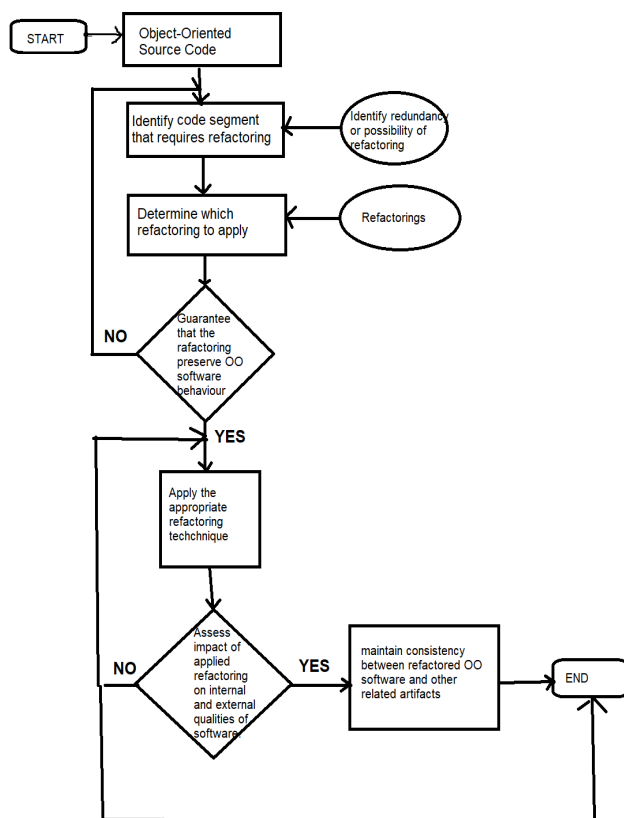 START
Object-Oriented
Source Code
Identify code segment
that requires refactoring
Identify redundancy
or possibility of
refactoring
Determine which
refactoring to apply
Refactorings
Guarantee
that the
rafactoring
preserve OO
software
behaviour
NO
YES
Apply the
appropriate
refactoring
techchnique
Assess
impact of
applied
refactoring
on internal
and external
qualities of
software.
NO
YES
maintain consistency
between refactored OO
software and other
related artifacts
END